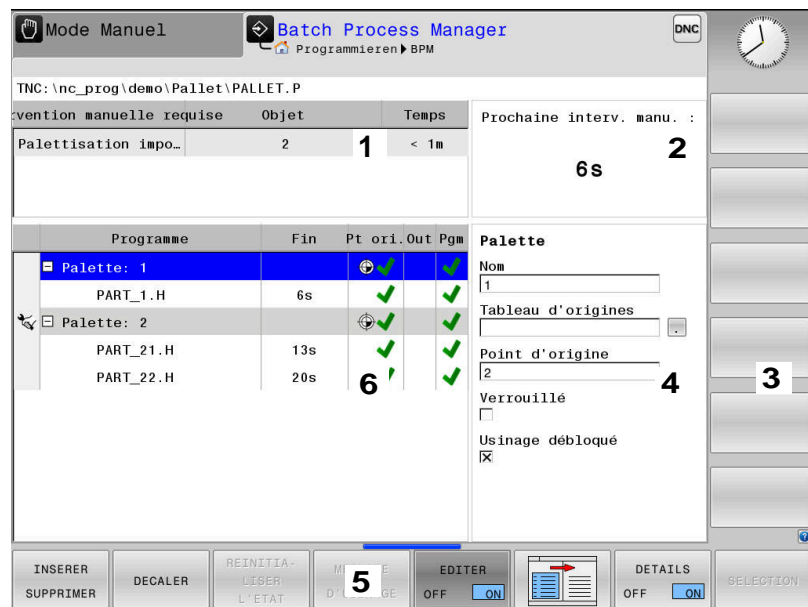 Mode Manuel
Batch Process Manager
Programmieren BPM
DNC
TNC:\nc_prog\demo\Pallet\PALLET.P
rvention manuelle requise Objet Temps
Palettisation impo… 2 < 1m
1
Prochaine interv. manu. :
2
6s
Programme Fin Pt ori. Out Pgm
Palette: 1
PART_1.H 6s
Palette: 2
PART_21.H 13s
PART_22.H 20s
6
Palette
Nom
1
Tableau d'origines
.
Point d'origine
2
4
Verrouillé
Usinage débloqué
3
INSERER
SUPPRIMER
DECALER
REINITIA-
LISER
L'ETAT
5
EDITER
OFF ON
DETAILS
OFF ON
SELECTION